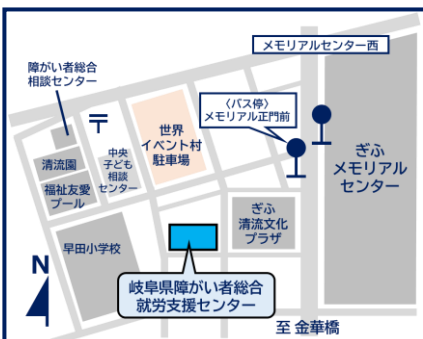 メモリアルセンター西
障がい者総合
相談センター
〒
〈バス停〉
メモリアル正門前
世界
イベント村
駐車場
中央
子ども
相談
センター
清流園
福祉友愛
プール
ぎふ
メモリアル
センター
ぎふ
清流文化
プラザ
早田小学校
N
岐阜県障がい者総合
就労支援センター
至 金華橋